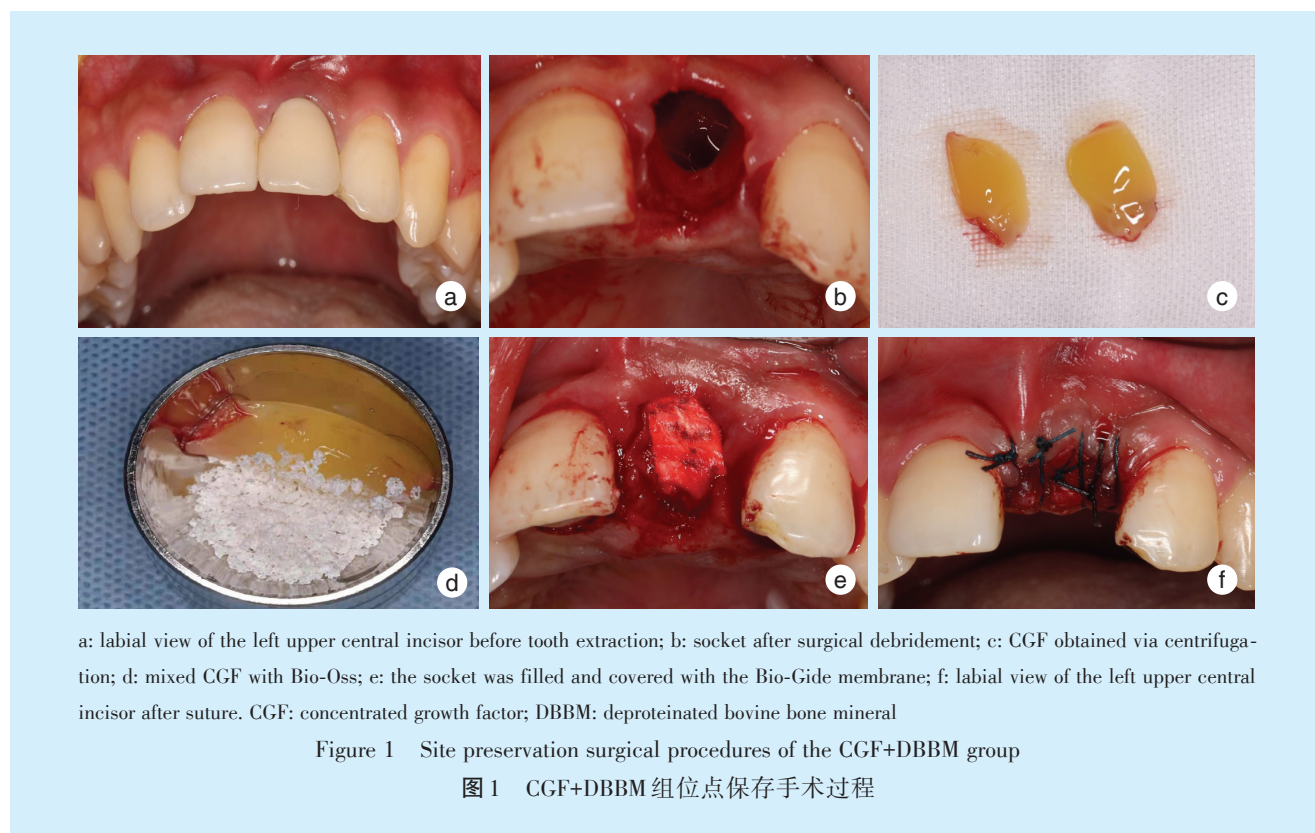 a
b
c
d
e
f
a: labial view of the left upper central incisor before tooth extraction; b: socket after surgical debridement; c: CGF obtained via centrifuga-
tion; d: mixed CGF with Bio-Oss; e: the socket was filled and covered with the Bio-Gide membrane; f: labial view of the left upper central
incisor after suture. CGF: concentrated growth factor; DBBM: deproteinated bovine bone mineral
Figure 1 Site preservation surgical procedures of the CGF+DBBM group
图1 CGF+DBBM组位点保存手术过程